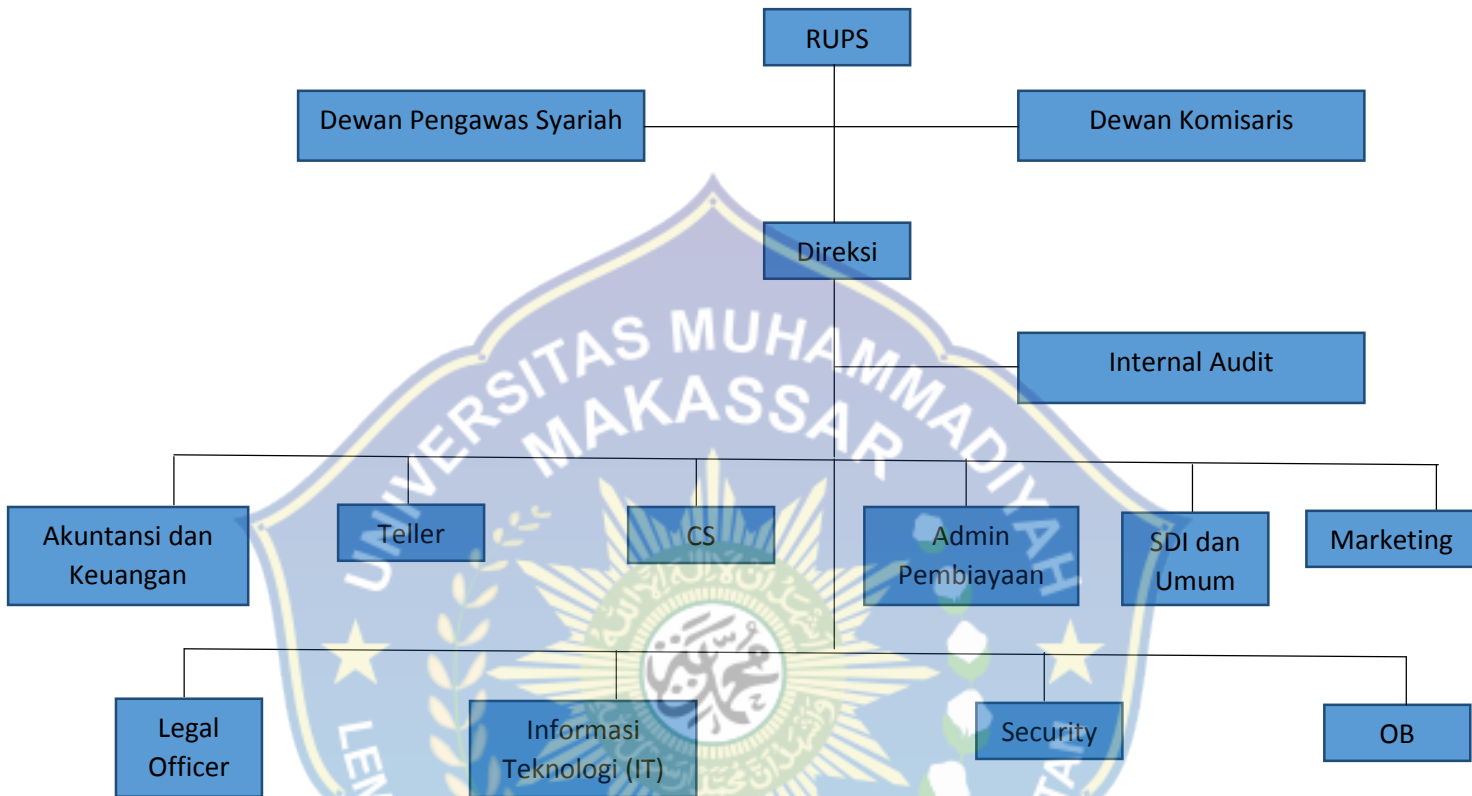 RUPS
Dewan Pengawas Syariah
Dewan Komisaris
Direksi
Internal Audit
UNIVERSITAS MUHAMMADIYAH
MAKASSAR
Akuntansi dan
Keuangan
Teller
CS
Admin
Pembiayaan
SDI dan
Umum
Marketing
محمد
Legal
Officer
Informasi
Teknologi (IT)
Security
OB